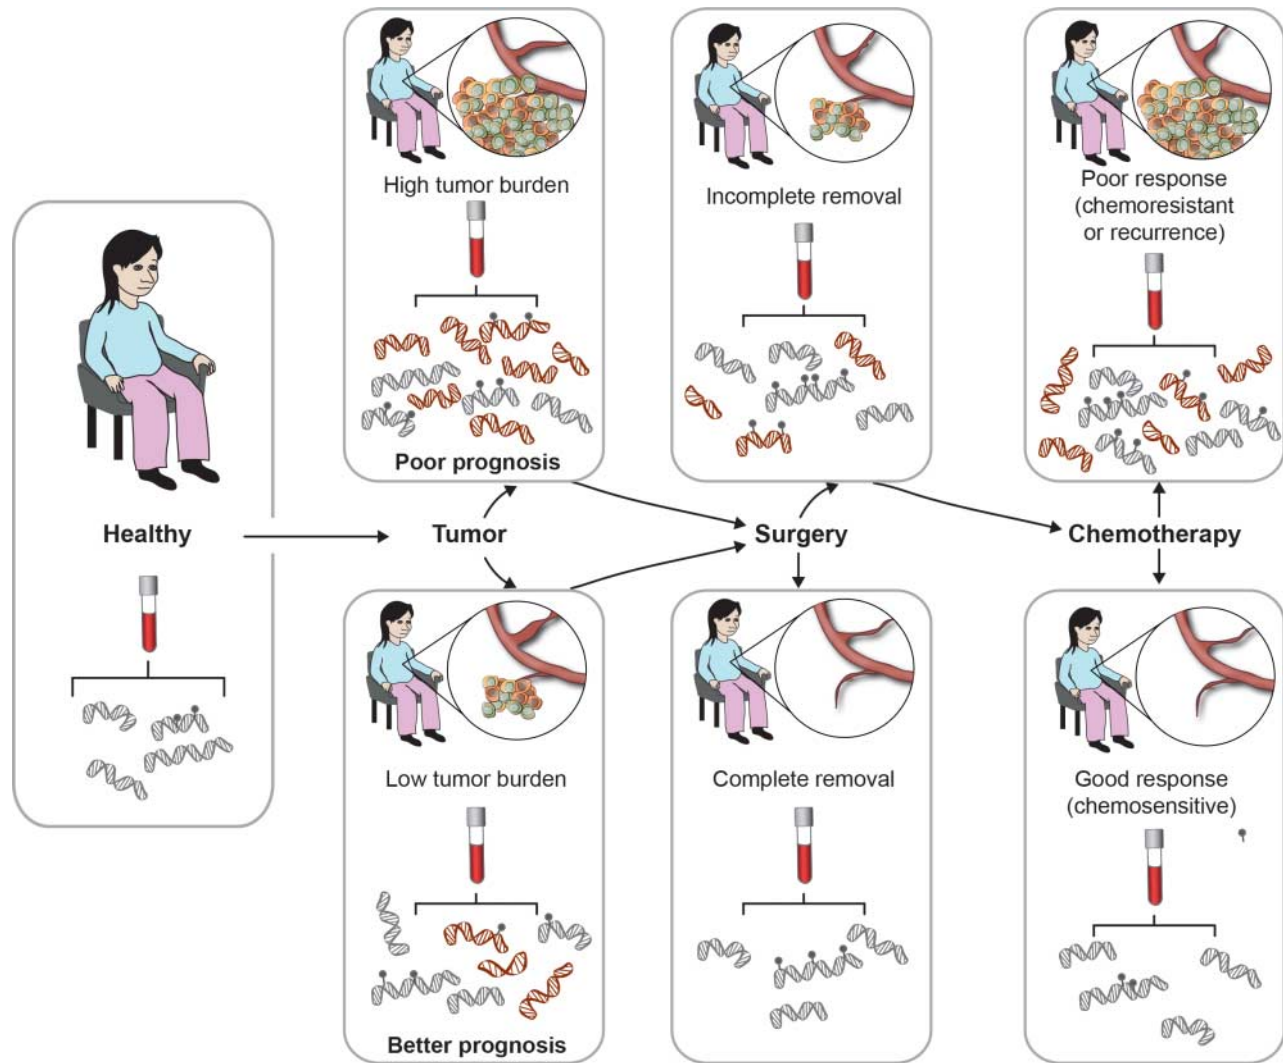 High tumor burden
Poor prognosis
Incomplete removal
Poor response
(chemoresistant
or recurrence)
Healthy
Tumor
Surgery
Chemotherapy
Low tumor burden
Better prognosis
Complete removal
Good response
(chemosensitive)